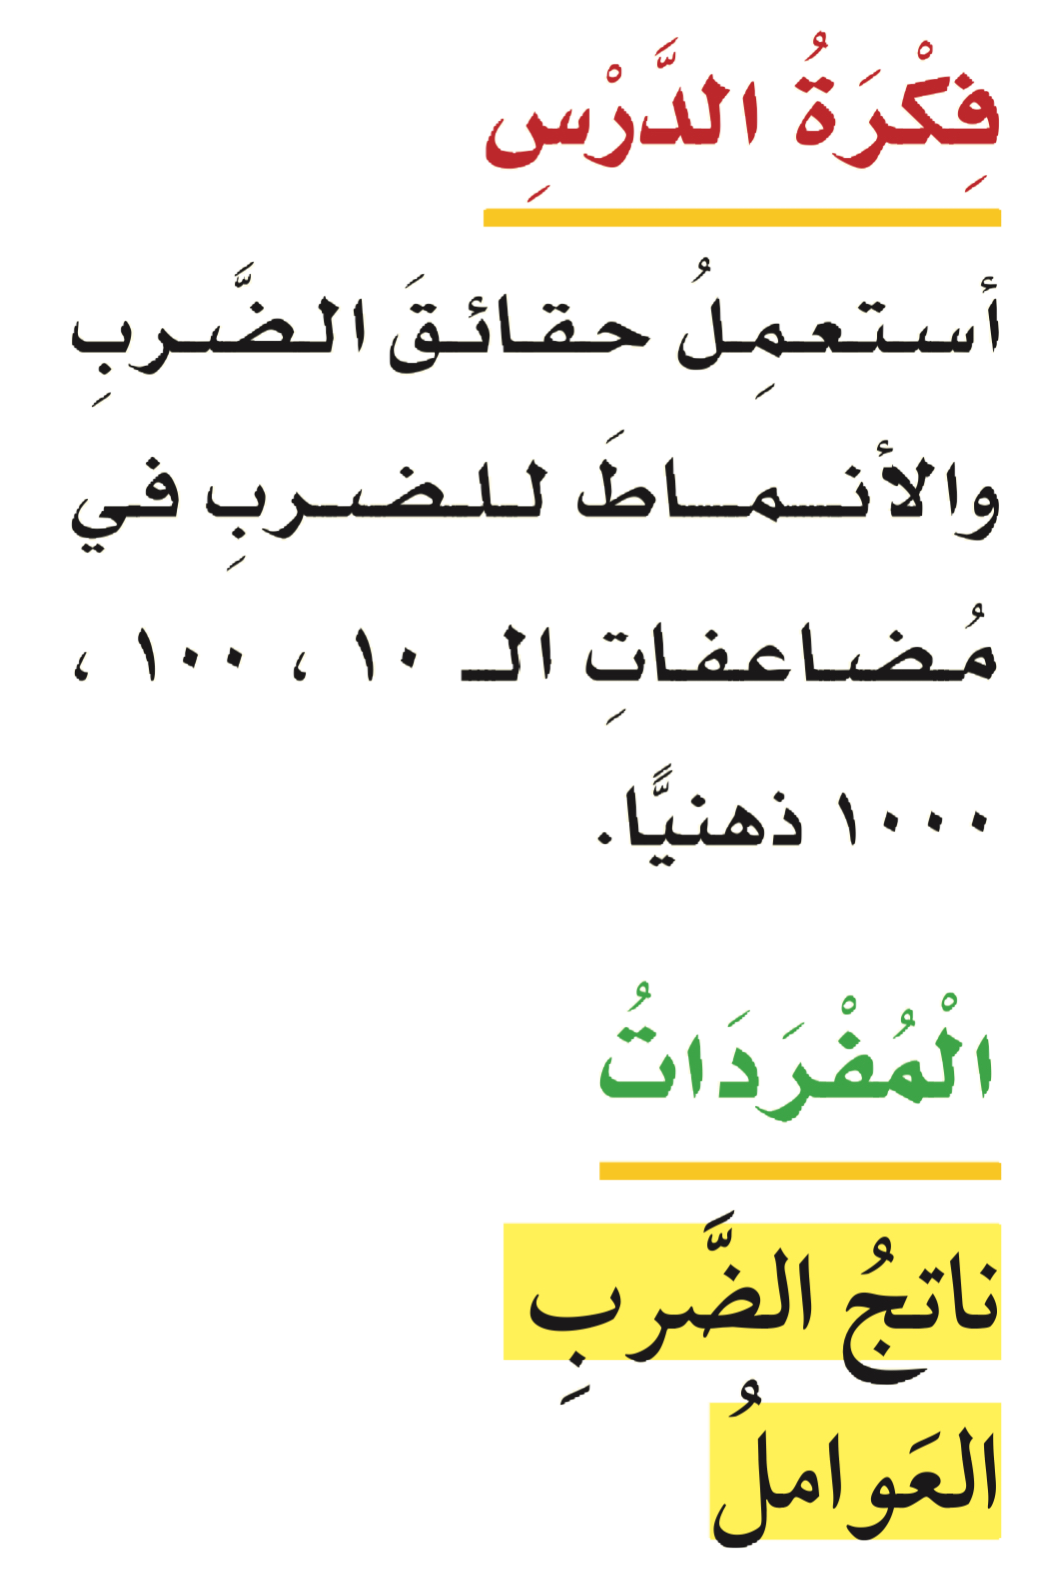 فِكْرَةُ الدَّرْسِ
أستعمِلُ حقائقَ الضَّربِ
والأنماطَ للضربِ في
مُضاعفاتِ الـ ١٠ ، ١٠٠ ،
١٠٠٠ ذهنيًّا.
الْمُفْرَدَاتُ
ناتجُ الضَّربِ
العَواملُ